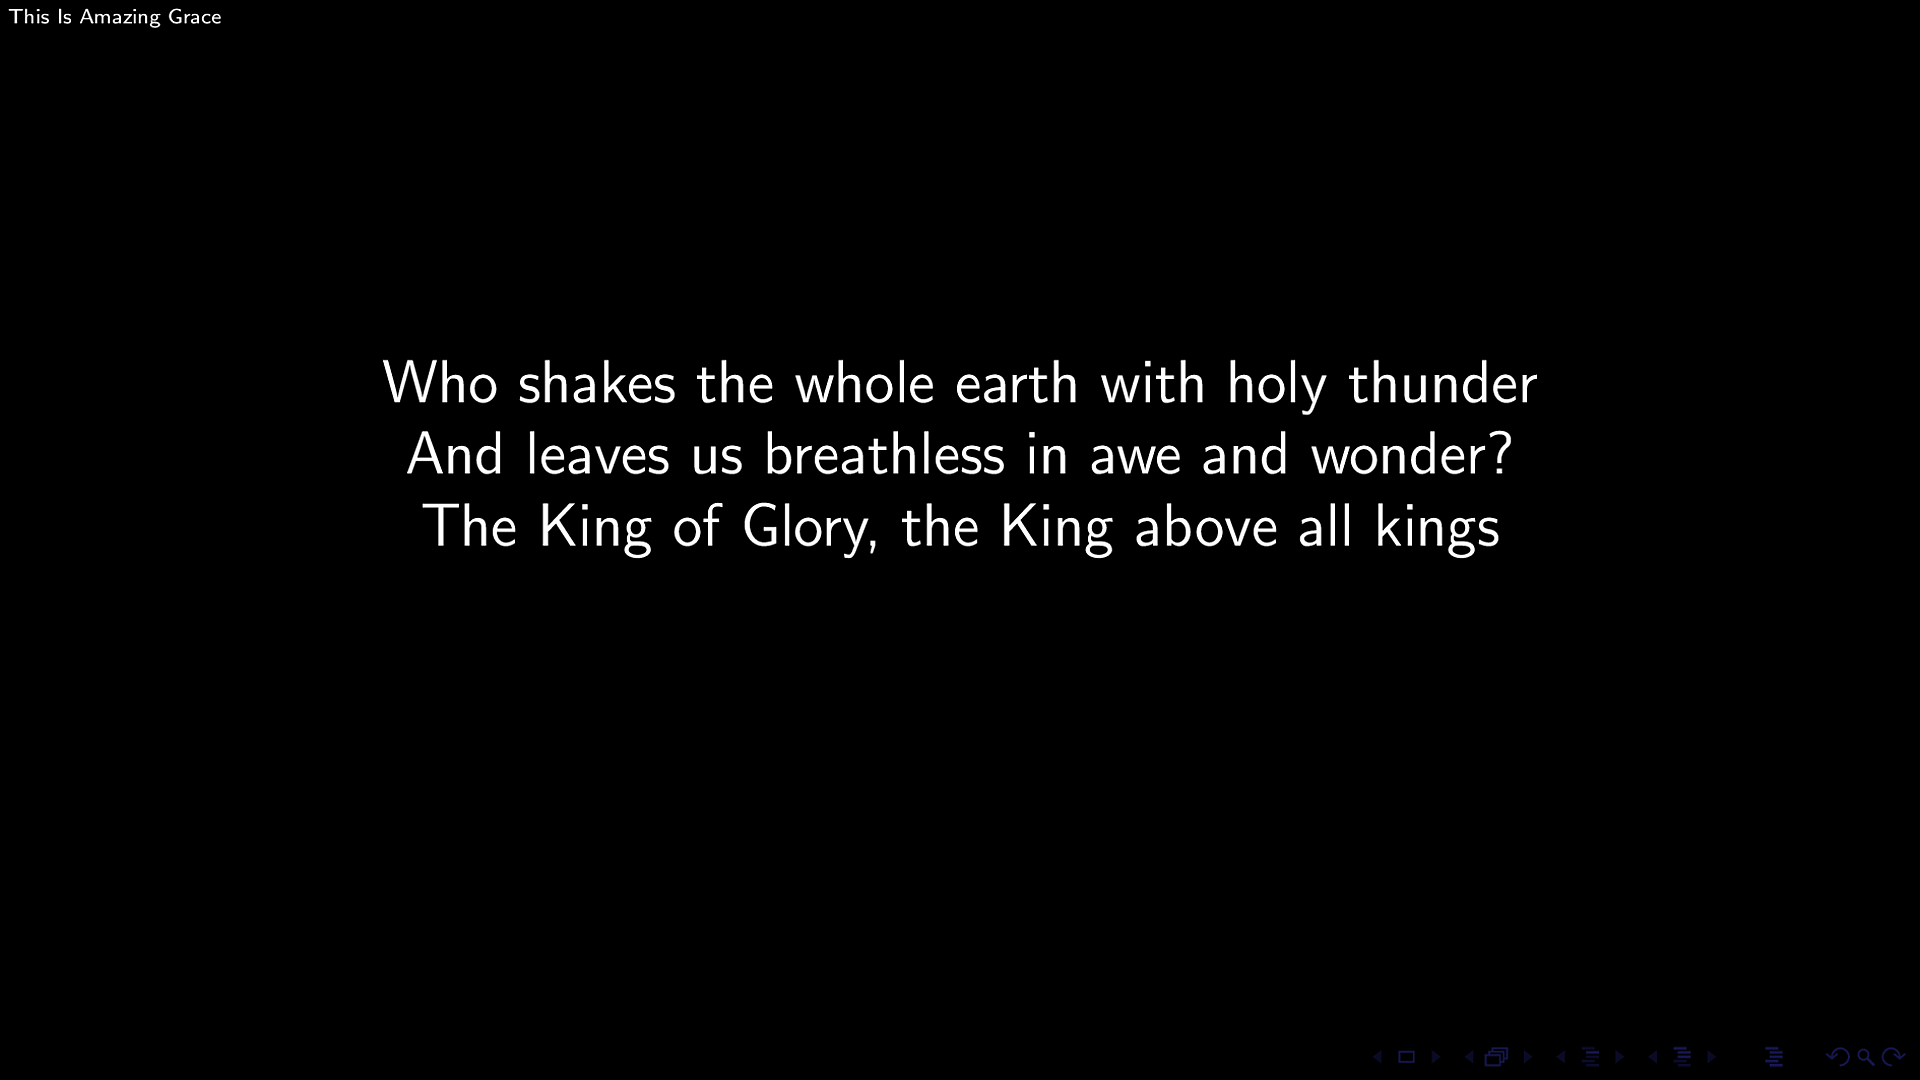 This Is Amazing Grace
Who shakes the whole earth with holy thunder
And leaves us breathless in awe and wonder?
The King of Glory, the King above all kings